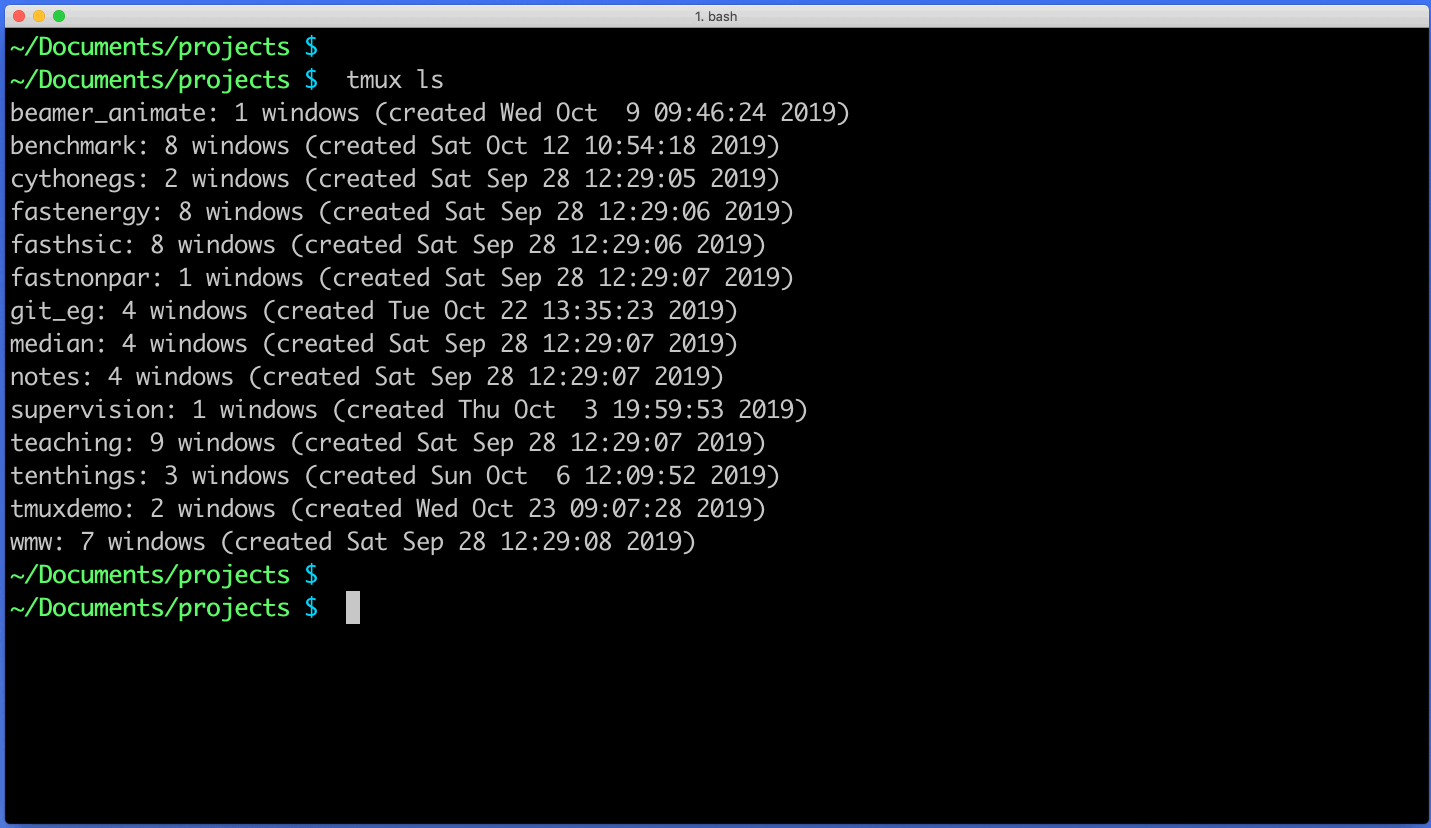 1. bash
~/Documents/projects $
~/Documents/projects $  tmux ls
beamer_animate: 1 windows (created Wed Oct  9 09:46:24 2019)
benchmark: 8 windows (created Sat Oct 12 10:54:18 2019)
cythonegs: 2 windows (created Sat Sep 28 12:29:05 2019)
fastenergy: 8 windows (created Sat Sep 28 12:29:06 2019)
fasthsic: 8 windows (created Sat Sep 28 12:29:06 2019)
fastnonpar: 1 windows (created Sat Sep 28 12:29:07 2019)
git_eg: 4 windows (created Tue Oct 22 13:35:23 2019)
median: 4 windows (created Sat Sep 28 12:29:07 2019)
notes: 4 windows (created Sat Sep 28 12:29:07 2019)
supervision: 1 windows (created Thu Oct  3 19:59:53 2019)
teaching: 9 windows (created Sat Sep 28 12:29:07 2019)
tenthings: 3 windows (created Sun Oct  6 12:09:52 2019)
tmuxdemo: 2 windows (created Wed Oct 23 09:07:28 2019)
wmw: 7 windows (created Sat Sep 28 12:29:08 2019)
~/Documents/projects $
~/Documents/projects $